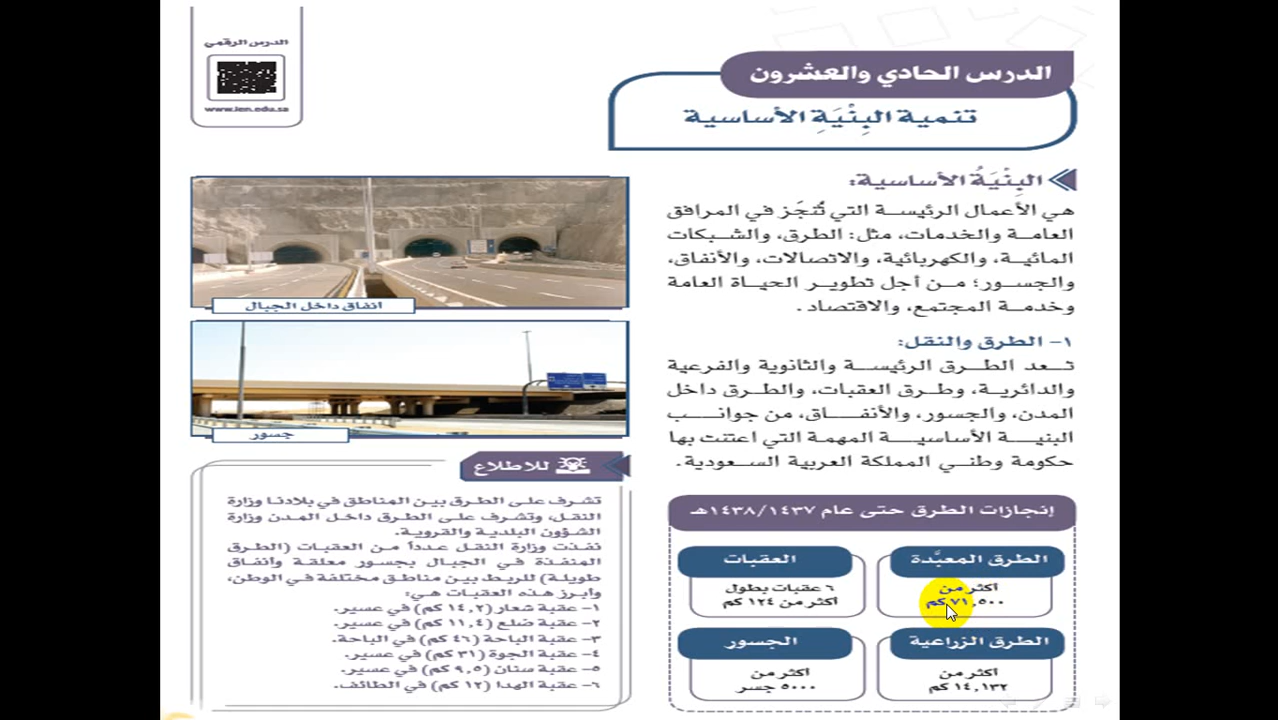 الدرس الرقمي
www.ien.edu.sa
الدرس الحادي والعشرون
تنمية البِنْيَةِ الأساسية
البِنْيَةُ الأساسية:
هي الأعمال الرئيسة التي تُنْجَز في المرافق
العامة والخدمات، مثل: الطرق، والشبكات
المائية، والكهربائية، والاتصالات، والأنفاق،
والجسور؛ من أجل تطوير الحياة العامة
وخدمة المجتمع، والاقتصاد.
١- الطرق والنقل:
تعد الطرق الرئيسة والثانوية والفرعية
والدائرية، وطرق العقبات، والطرق داخل
المدن، والجسور، والأنفاق، من جوانب
البنية الأساسية المهمة التي اعتنت بها
حكومة وطني المملكة العربية السعودية.
إنجازات الطرق حتى عام ١٤٣٨/١٤٣٧هـ
الطرق المعبَّدة
أكثر من
٧١,٥٠٠ كم
العقبات
٦ عقبات بطول
أكثر من ١٢٤ كم
الطرق الزراعية
أكثر من
١٤,١٣٢ كم
الجسور
أكثر من
٥٠٠٠ جسر
أنفاق داخل الجبال
جسور
للاطلاع
تشرف على الطرق بين المناطق في بلادنا وزارة
النقل، وتشرف على الطرق داخل المدن وزارة
الشؤون البلدية والقروية.
نفذت وزارة النقل عدداً من العقبات (الطرق
المنفذة في الجبال بجسور معلقة وأنفاق
طويلة) للربط بين مناطق مختلفة في الوطن،
وأبرز هذه العقبات هي:
١- عقبة شعار (١٤,٢ كم) في عسير.
٢- عقبة ضلع (١١,٤ كم) في عسير.
٣- عقبة الباحة (٤٦ كم) في الباحة.
٤- عقبة الجوة (٣١ كم) في عسير.
٥- عقبة سنان (٩,٥ كم) في عسير.
٦- عقبة الهدا (١٢ كم) في الطائف.